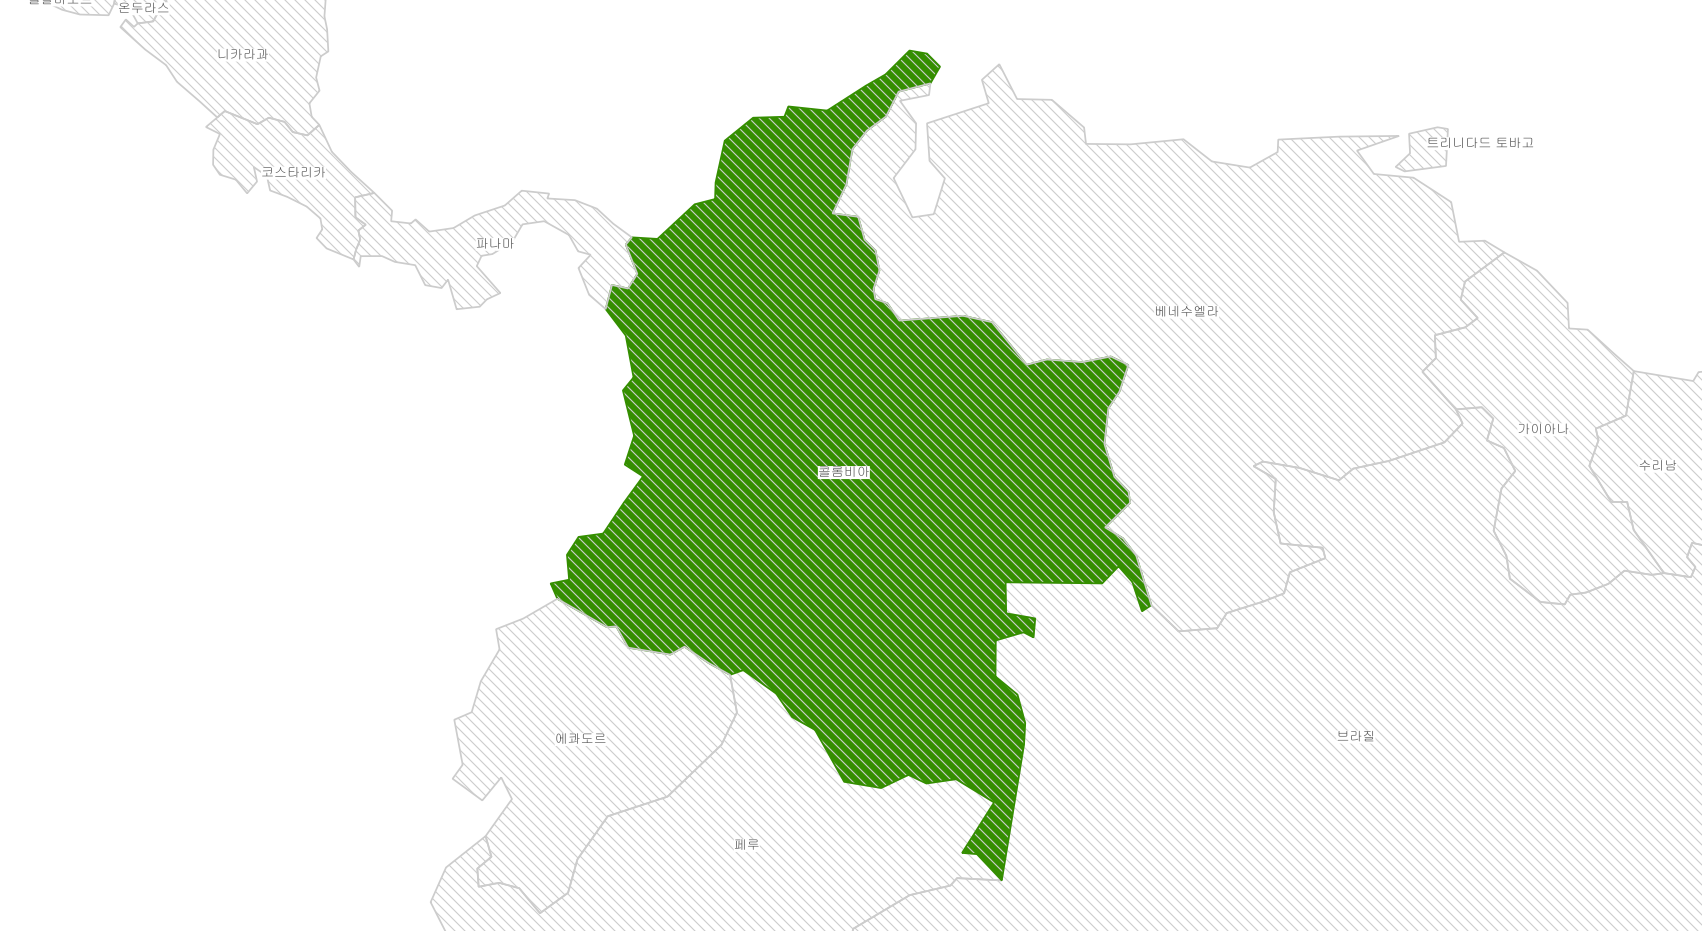 온두라스
니카라과
트리니다드 토바고
코스타리카
파나마
베네수엘라
가이아나
수리남
콜롬비아
브라질
에콰도르
페루